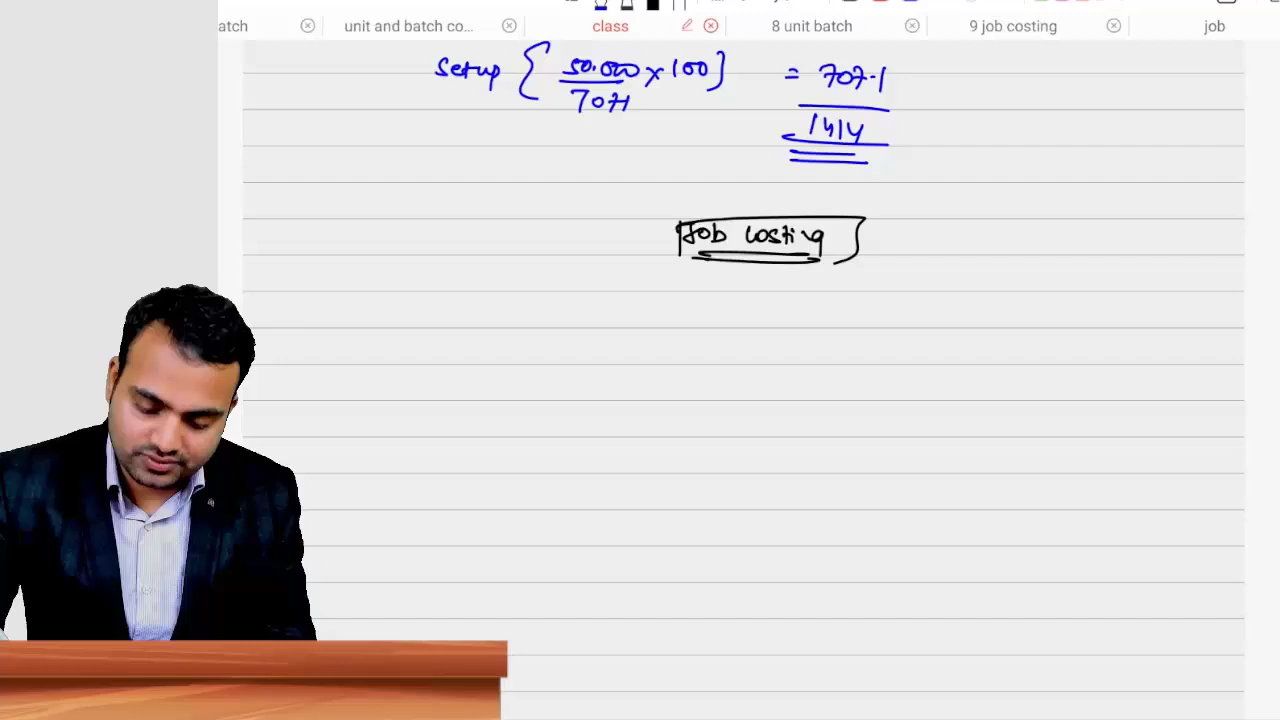 atch unit and batch co... class 8 unit batch 9 job costing job
Setup { 50.000 × 100 } = 707.1
7071
1414
Job costing